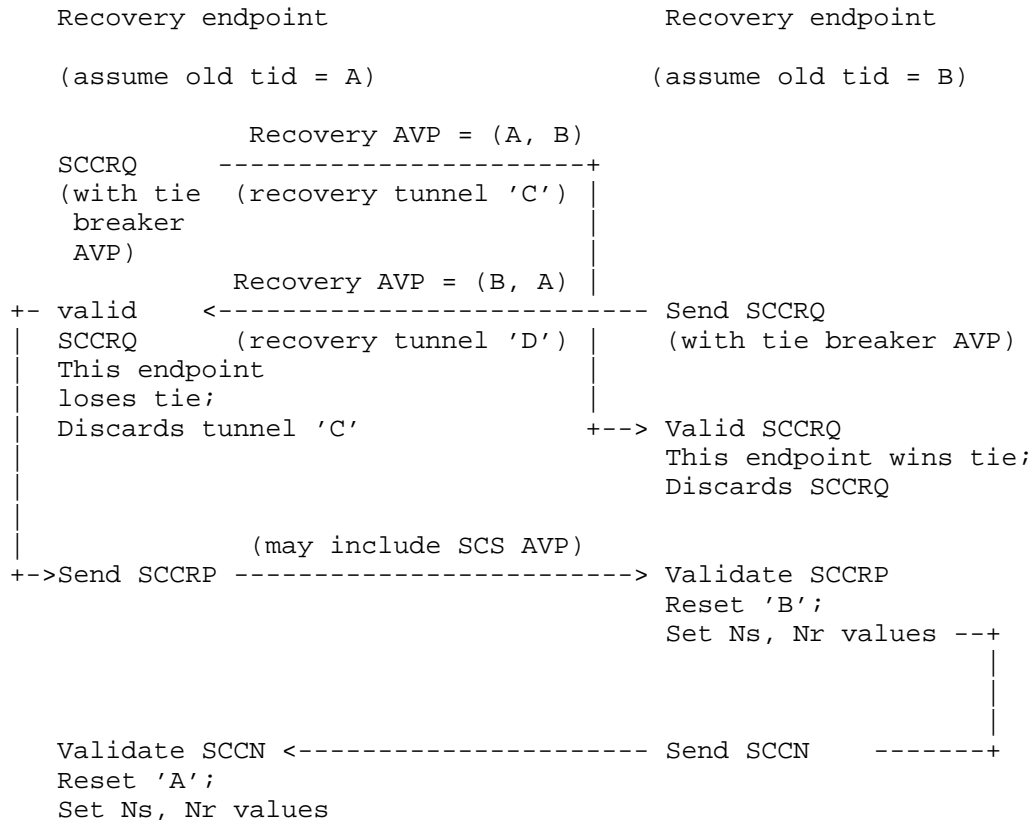 Recovery endpoint                      Recovery endpoint
(assume old tid = A)                  (assume old tid = B)
            Recovery AVP = (A, B)
SCCRQ     -----------------------+
(with tie  (recovery tunnel 'C') |
 breaker                         |
 AVP)                            |
           Recovery AVP = (B, A) |
+- valid    <--------------------------- Send SCCRQ
|  SCCRQ     (recovery tunnel 'D') |    (with tie breaker AVP)
|  This endpoint                   |
|  loses tie;                      |
|  Discards tunnel 'C'             +--> Valid SCCRQ
|                                       This endpoint wins tie;
|                                       Discards SCCRQ
|
|             (may include SCS AVP)
+->Send SCCRP -------------------------> Validate SCCRP
                                        Reset 'B';
                                        Set Ns, Nr values --+
                                                            |
                                                            |
                                                            |
Validate SCCN <---------------------- Send SCCN    -------+
Reset 'A';
Set Ns, Nr values